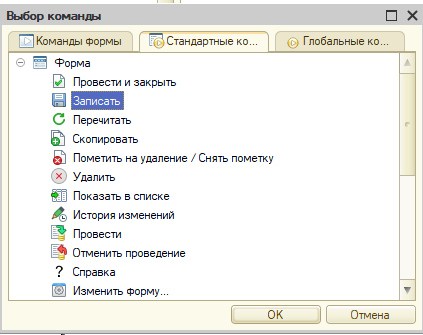 Выбор команды
Команды формы
Стандартные ко...
Глобальные ко...
Форма
Провести и закрыть
Записать
Перечитать
Скопировать
Пометить на удаление / Снять пометку
Удалить
Показать в списке
История изменений
Провести
Отменить проведение
Справка
Изменить форму...
ОК
Отмена